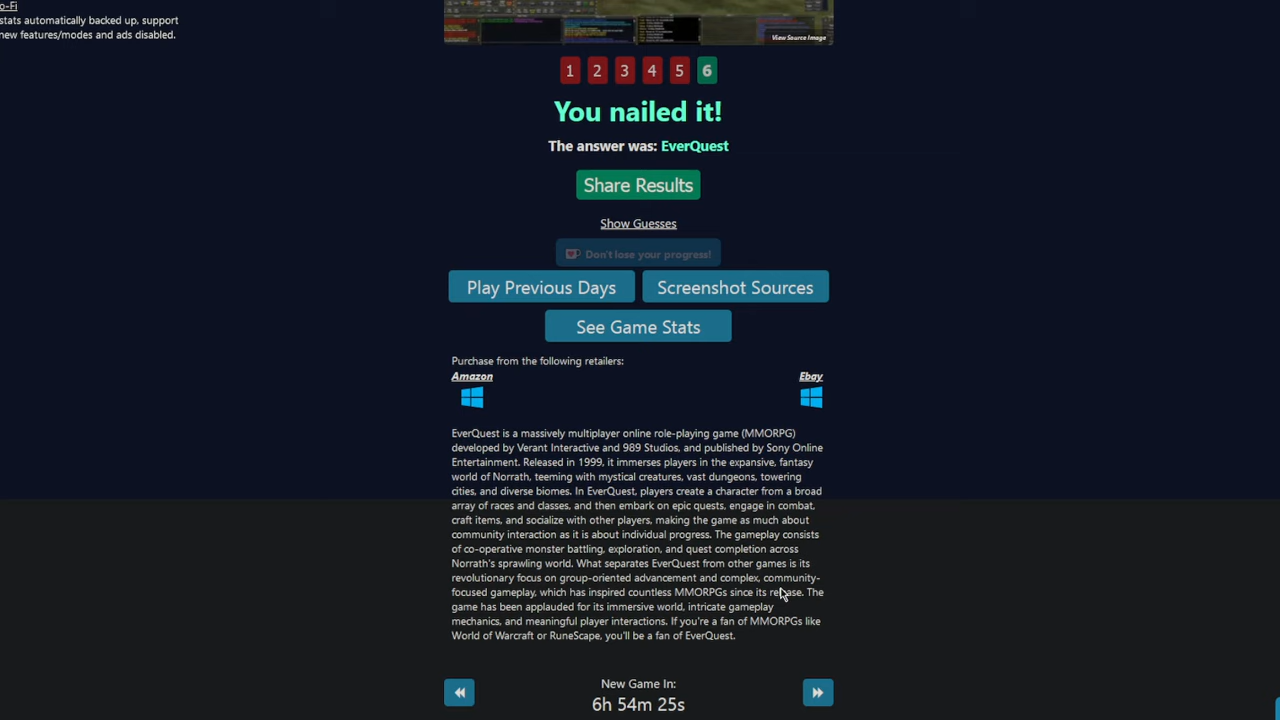 o-Fi
stats automatically backed up, support
new features/modes and ads disabled.
View Source Image
1 2 3 4 5 6
You nailed it!
The answer was: EverQuest
Share Results
Show Guesses
Don't lose your progress!
Play Previous Days
Screenshot Sources
See Game Stats
Purchase from the following retailers:
Amazon
Ebay
EverQuest is a massively multiplayer online role-playing game (MMORPG)
developed by Verant Interactive and 989 Studios, and published by Sony Online
Entertainment. Released in 1999, it immerses players in the expansive, fantasy
world of Norrath, teeming with mystical creatures, vast dungeons, towering
cities, and diverse biomes. In EverQuest, players create a character from a broad
array of races and classes, and then embark on epic quests, engage in combat,
craft items, and socialize with other players, making the game as much about
community interaction as it is about individual progress. The gameplay consists
of co-operative monster battling, exploration, and quest completion across
Norrath's sprawling world. What separates EverQuest from other games is its
revolutionary focus on group-oriented advancement and complex, community-
focused gameplay, which has inspired countless MMORPGs since its release. The
game has been applauded for its immersive world, intricate gameplay
mechanics, and meaningful player interactions. If you're a fan of MMORPGs like
World of Warcraft or RuneScape, you'll be a fan of EverQuest.
New Game In:
6h 54m 25s